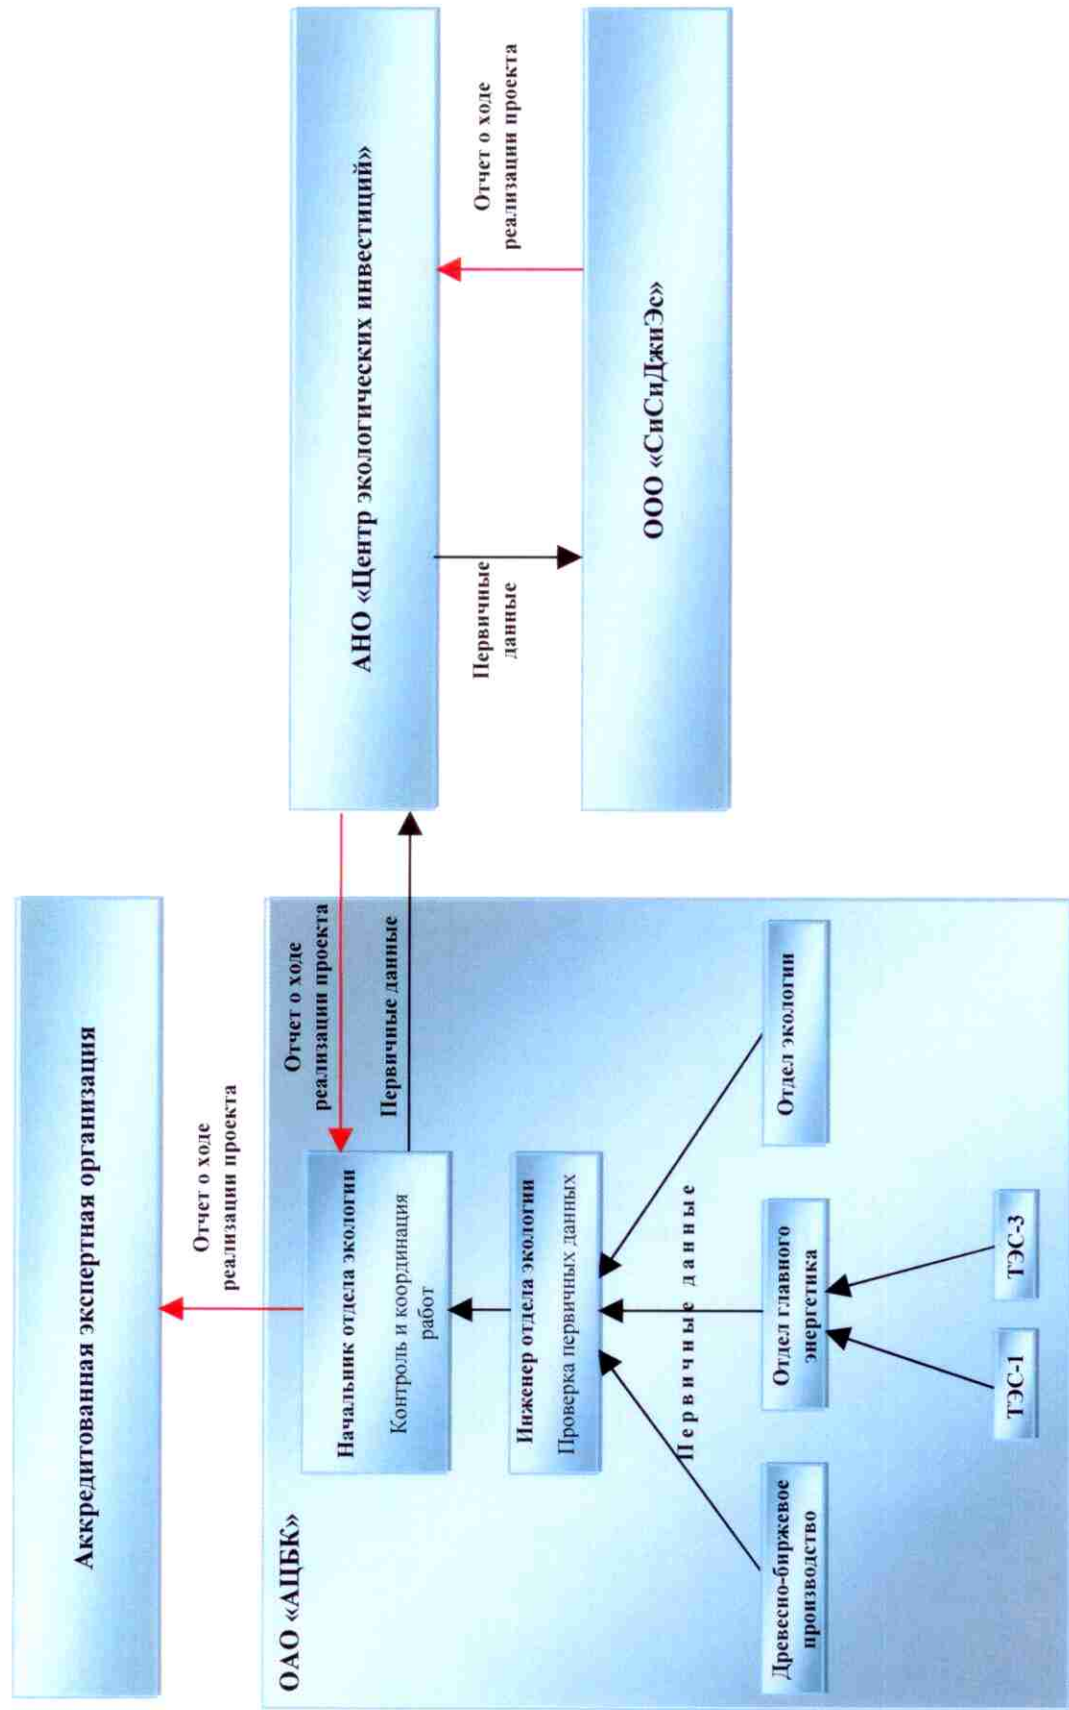 Аккредитованная экспертная организация
Отчет о ходе
реализации проекта
ОАО «АЦБК»
Начальник отдела экологии
Контроль и координация
работ
Отчет о ходе
реализации проекта
Первичные данные
АНО «Центр экологических инвестиций»
Инженер отдела экологии
Проверка первичных данных
Первичные
данные
Отчет о ходе
реализации проекта
ООО «СиСиДжиЭс»
Первичные данные
Древесно-биржевое
производство
Отдел главного
энергетика
Отдел экологии
ТЭС-1
ТЭС-3